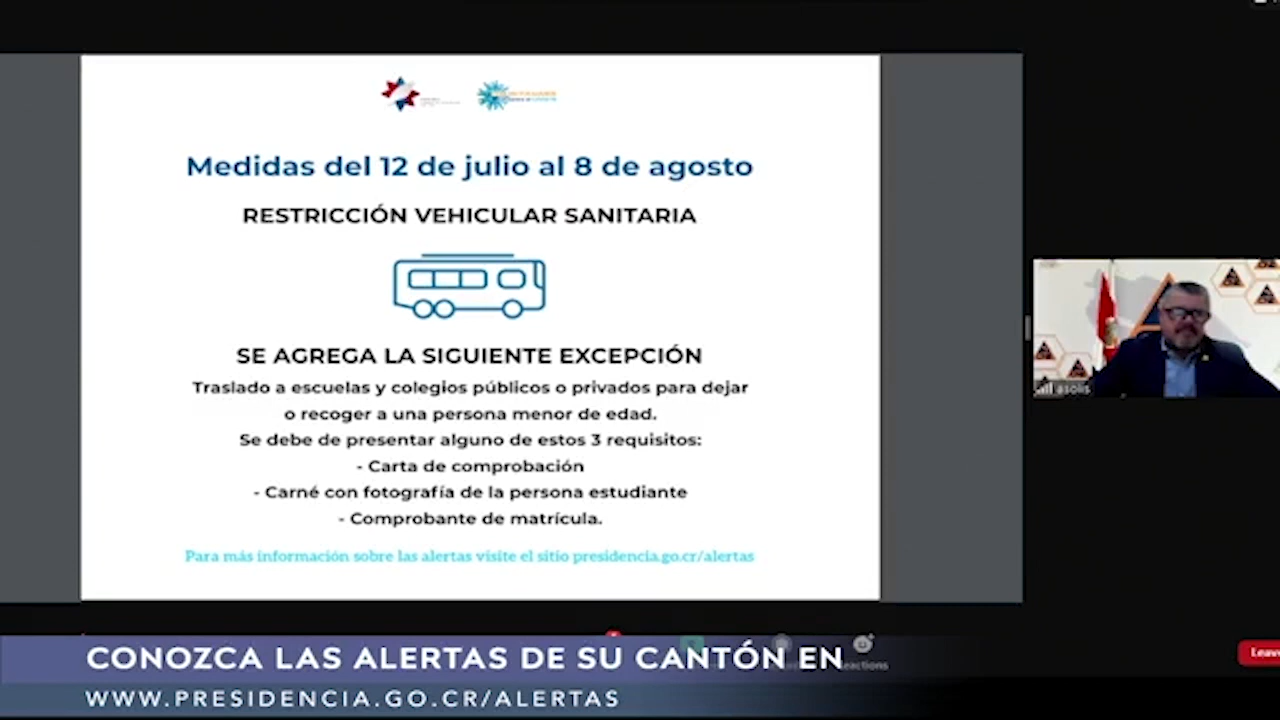 Medidas del 12 de julio al 8 de agosto
RESTRICCIÓN VEHICULAR SANITARIA
SE AGREGA LA SIGUIENTE EXCEPCIÓN
Traslado a escuelas y colegios públicos o privados para dejar
o recoger a una persona menor de edad.
Se debe de presentar alguno de estos 3 requisitos:
- Carta de comprobación
- Carné con fotografía de la persona estudiante
- Comprobante de matrícula.
Para más información sobre las alertas visite el sitio presidencia.go.cr/alertas
asolis
Leave
CONOZCA LAS ALERTAS DE SU CANTÓN EN
WWW.PRESIDENCIA.GO.CR/ALERTAS